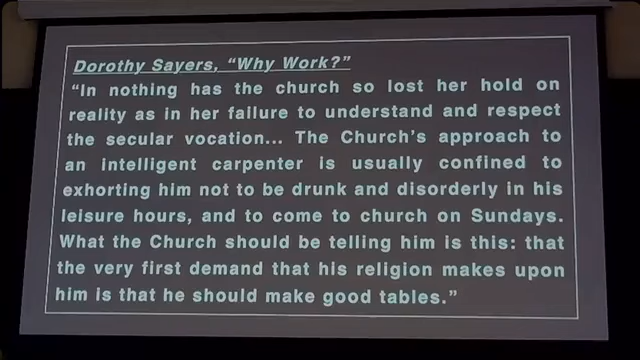 Dorothy Sayers, “Why Work?”
“In nothing has the church so lost her hold on
reality as in her failure to understand and respect
the secular vocation... The Church’s approach to
an intelligent carpenter is usually confined to
exhorting him not to be drunk and disorderly in his
leisure hours, and to come to church on Sundays.
What the Church should be telling him is this: that
the very first demand that his religion makes upon
him is that he should make good tables.”